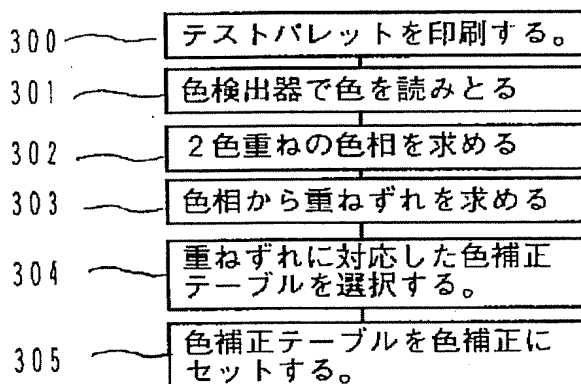 300 テストパレットを印刷する。
301 色検出器で色を読みとる
302 2色重ねの色相を求める
303 色相から重ねずれを求める
304 重ねずれに対応した色補正
テーブルを選択する。
305 色補正テーブルを色補正に
セットする。